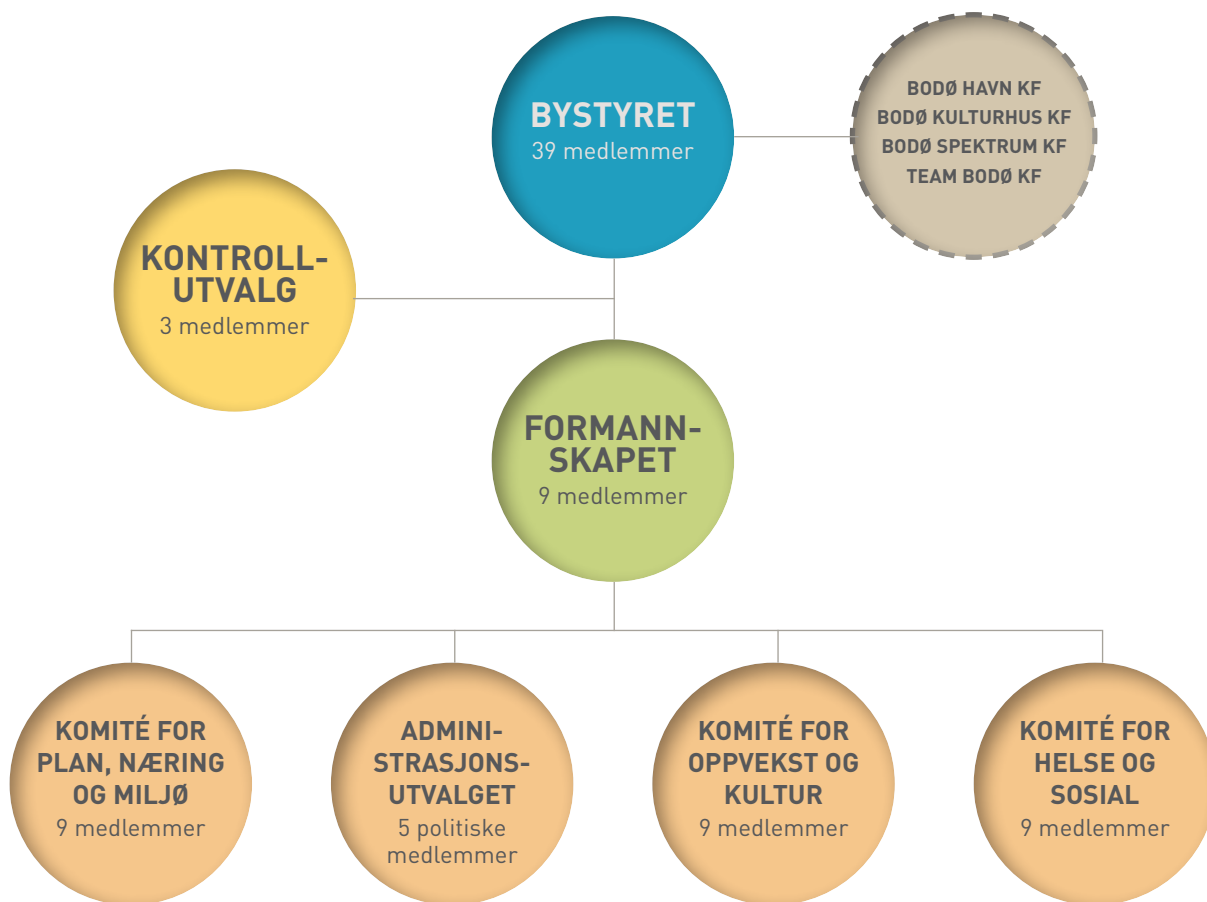 BYSTYRET
39 medlemmer
BODØ HAVN KF
BODØ KULTURHUS KF
BODØ SPEKTRUM KF
TEAM BODØ KF
KONTROLL-
UTVALG
3 medlemmer
FORMANN-
SKAPET
9 medlemmer
KOMITÉ FOR
PLAN, NÆRING
OG MILJØ
9 medlemmer
ADMINI-
STRASJONS-
UTVALGET
5 politiske
medlemmer
KOMITÉ FOR
OPPVEKST OG
KULTUR
9 medlemmer
KOMITÉ FOR
HELSE OG
SOSIAL
9 medlemmer